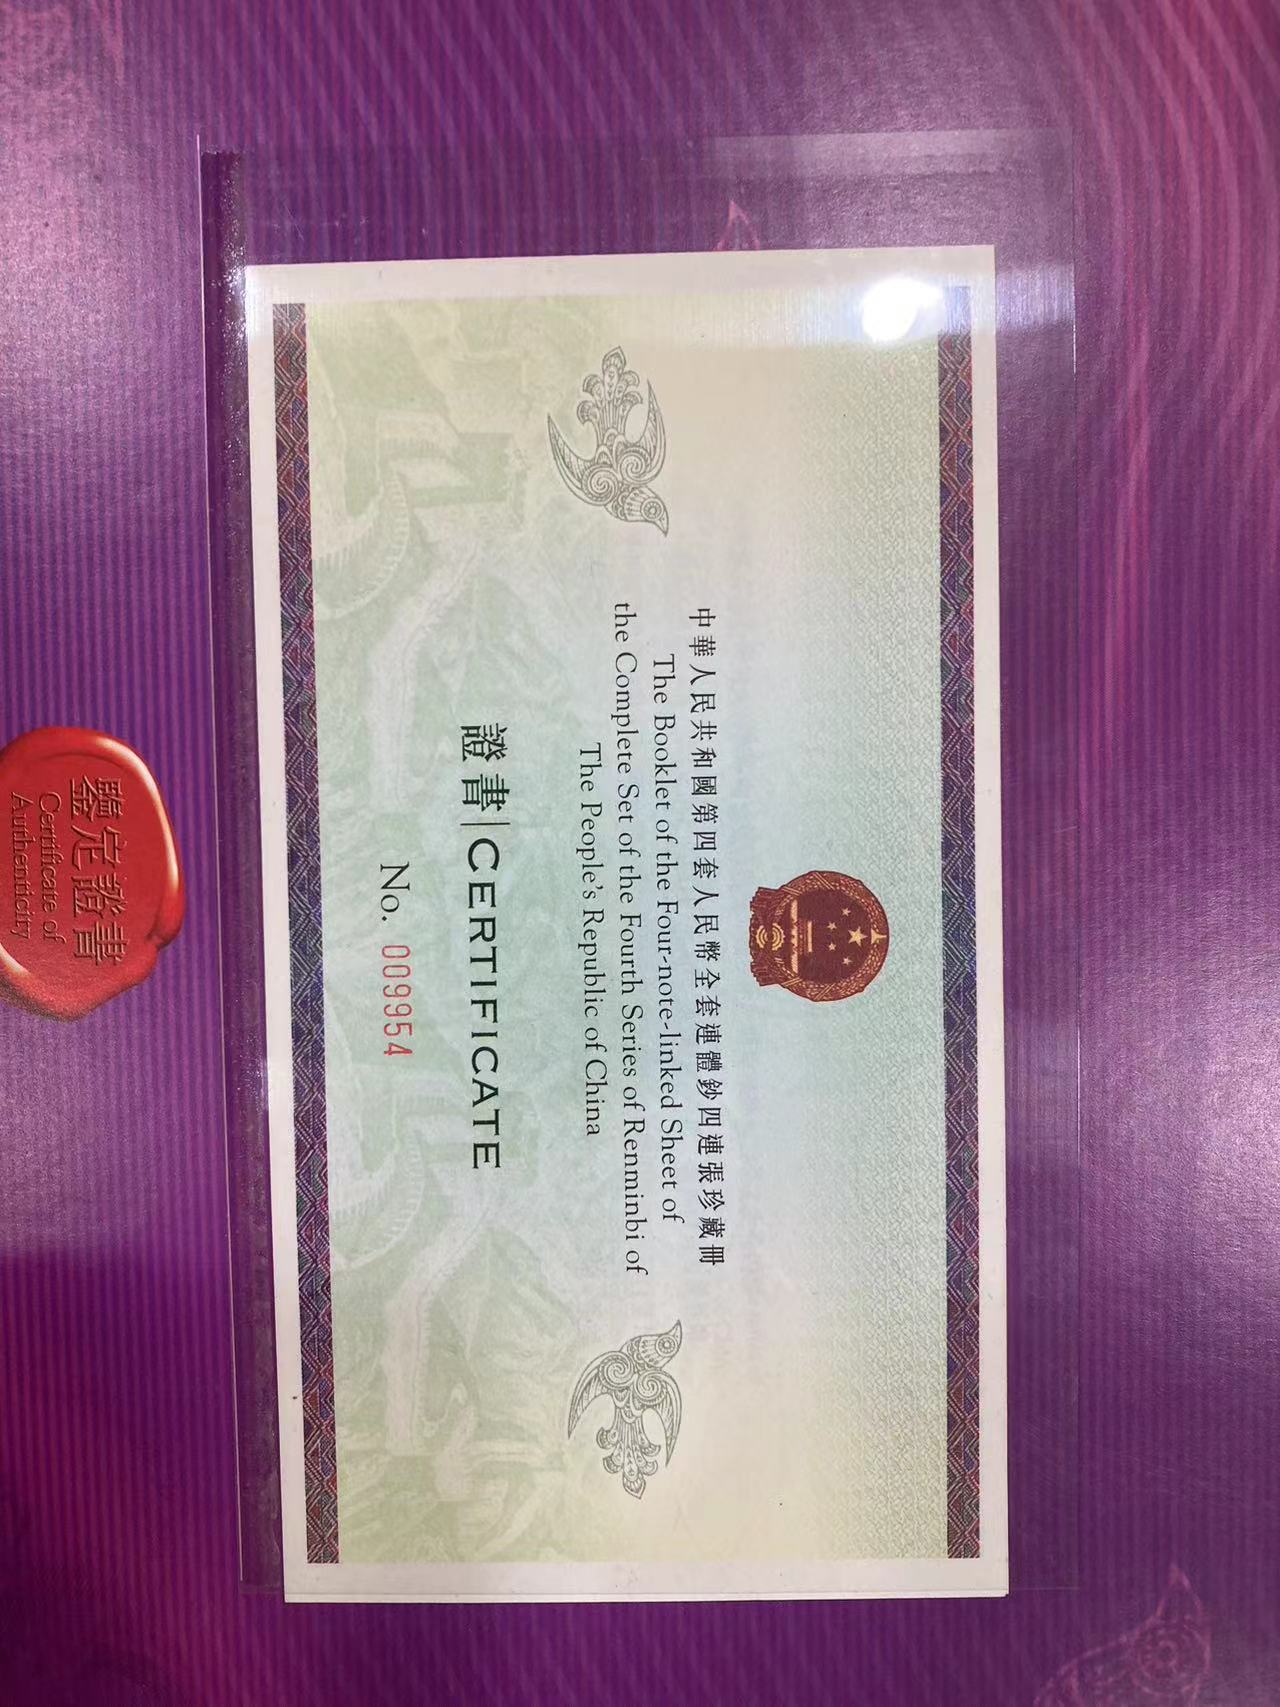 中華人民共和國第四套人民幣全套連體鈔四連張珍藏冊
The Booklet of the Four-note-linked Sheet of
the Complete Set of the Fourth Series of Renminbi of
The People's Republic of China
證書|CERTIFICATE
No. 009954
鑒定證書
Certificate of
Authenticity